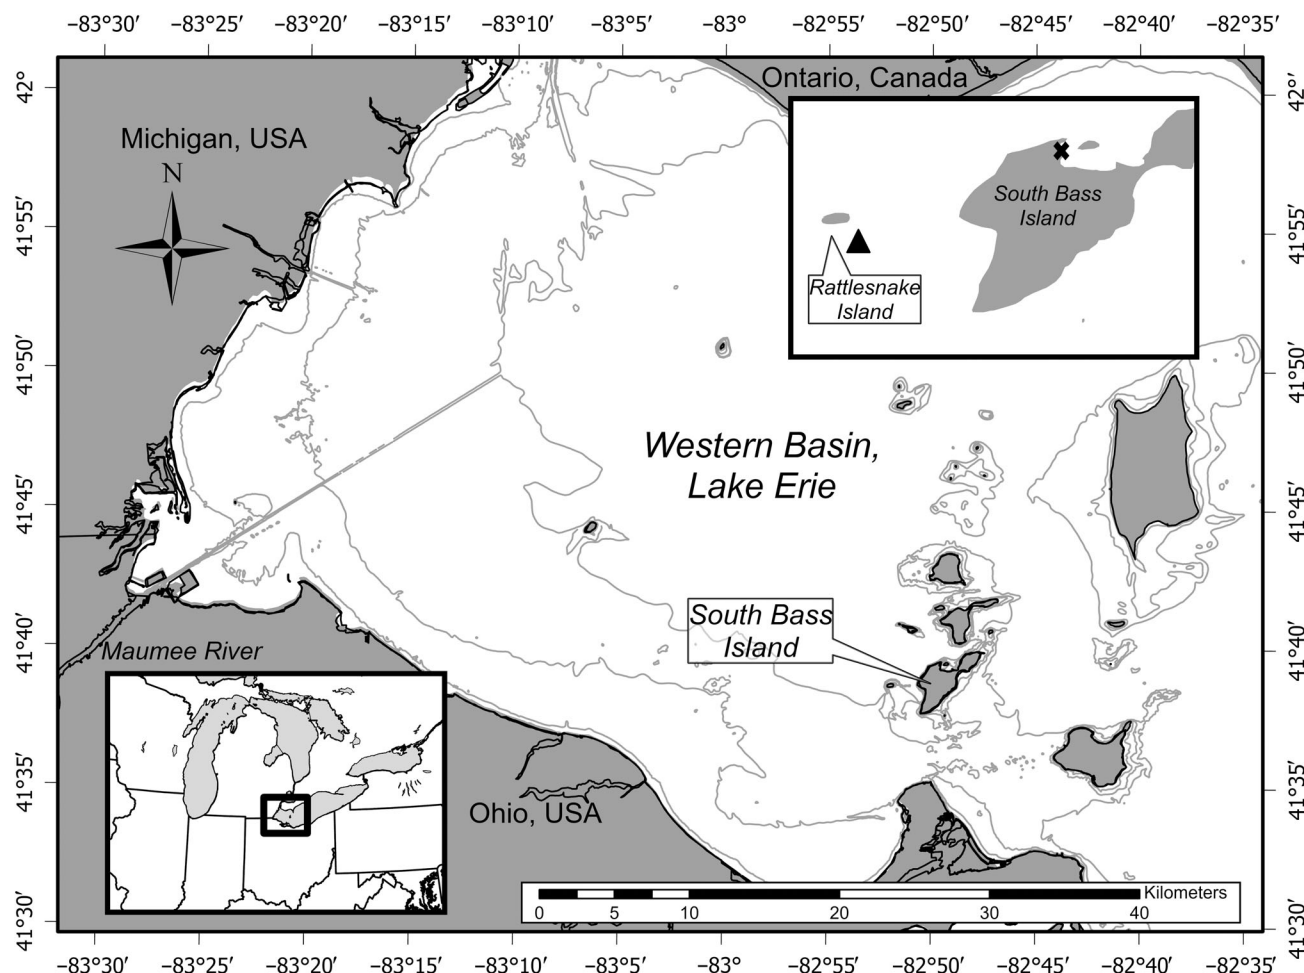 −83°30′ −83°25′ −83°20′ −83°15′ −83°10′ −83°5′ −83° −82°55′ −82°50′ −82°45′ −82°40′ −82°35′
Ontario, Canada
42° 42°
Michigan, USA
N
South Bass
Island
41°55′ 41°55′
Rattlesnake
Island
41°50′ 41°50′
Western Basin,
Lake Erie
41°45′ 41°45′
South Bass
Island
41°40′ 41°40′
Maumee River
41°35′ 41°35′
Ohio, USA
Kilometers
0 5 10 20 30 40
41°30′ 41°30′
−83°30′ −83°25′ −83°20′ −83°15′ −83°10′ −83°5′ −83° −82°55′ −82°50′ −82°45′ −82°40′ −82°35′